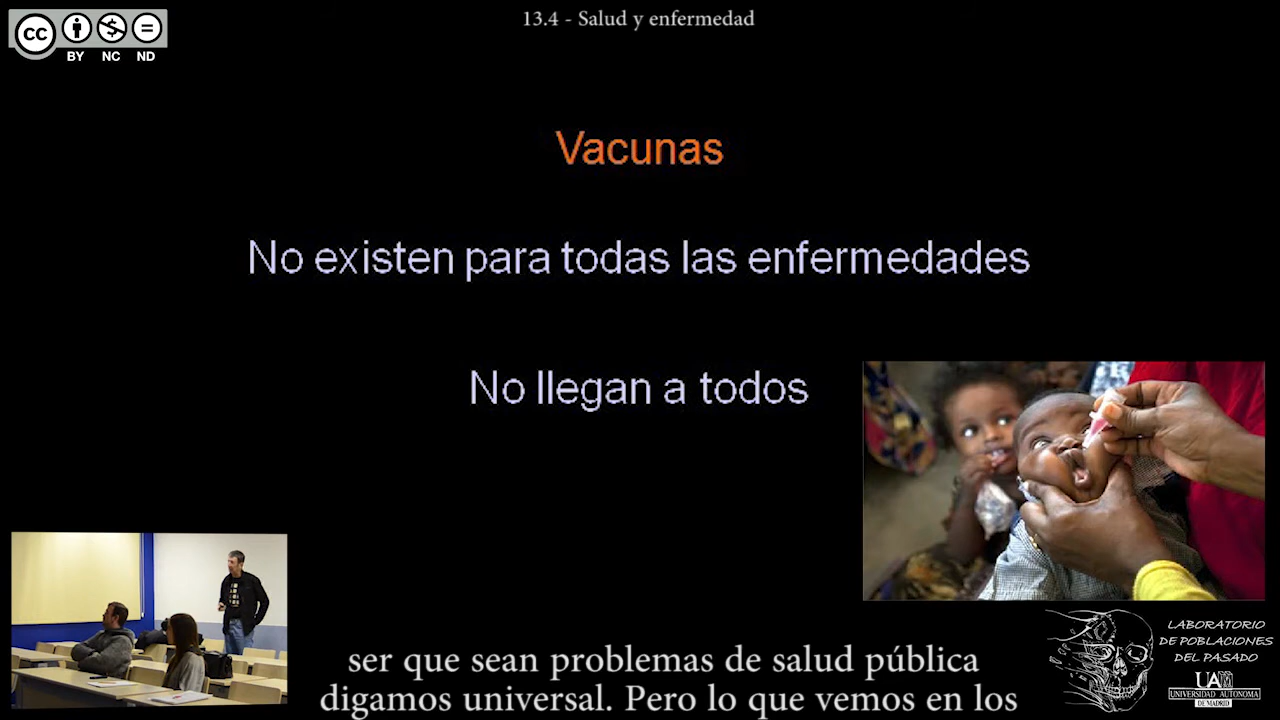 13.4 - Salud y enfermedad
cc
BY NC ND
Vacunas
No existen para todas las enfermedades
No llegan a todos
ser que sean problemas de salud pública
digamos universal. Pero lo que vemos en los
LABORATORIO
DE POBLACIONES
DEL PASADO
UAM
UNIVERSIDAD AUTONOMA
DE MADRID